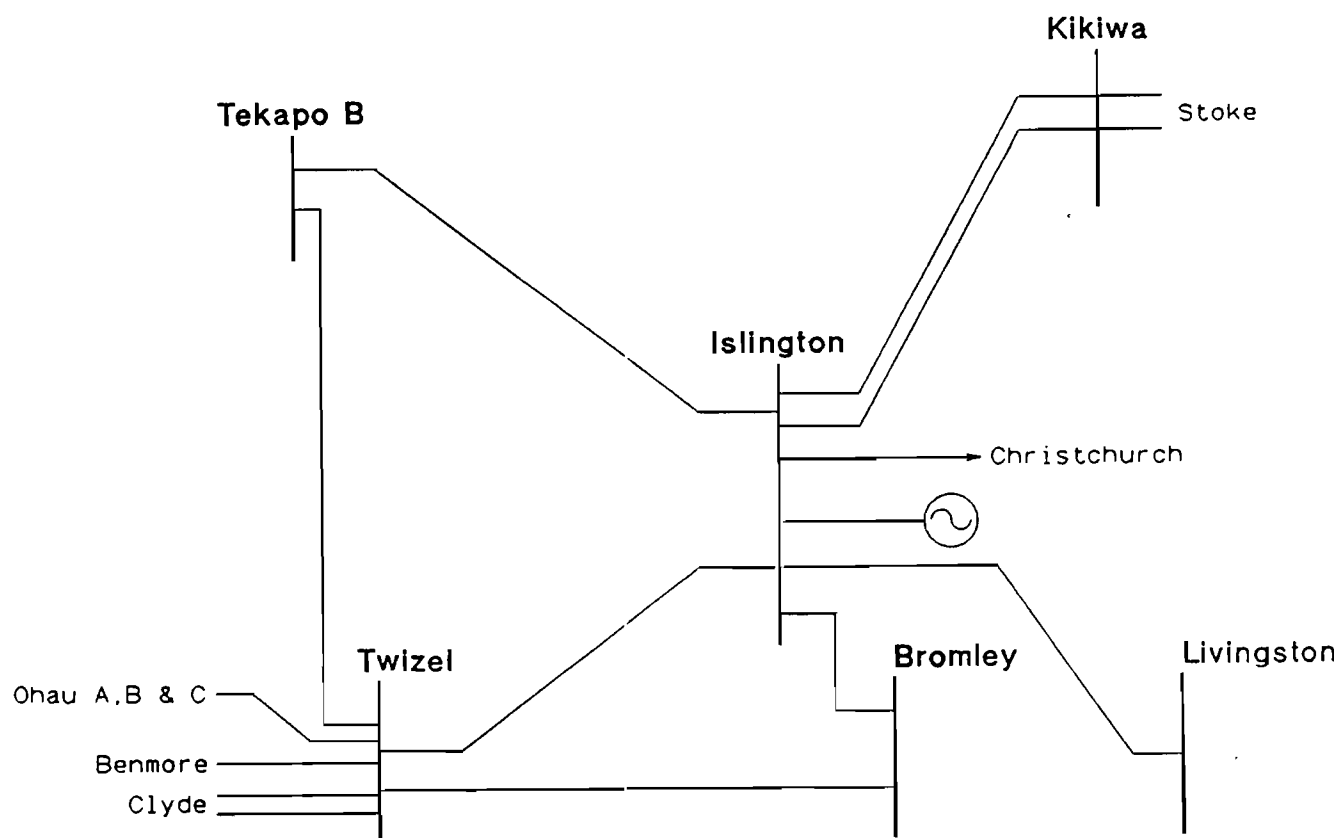 Kikiwa
Stoke
Tekapo B
Islington
Christchurch
Twizel
Bromley
Livingston
Ohau A,B & C
Benmore
Clyde